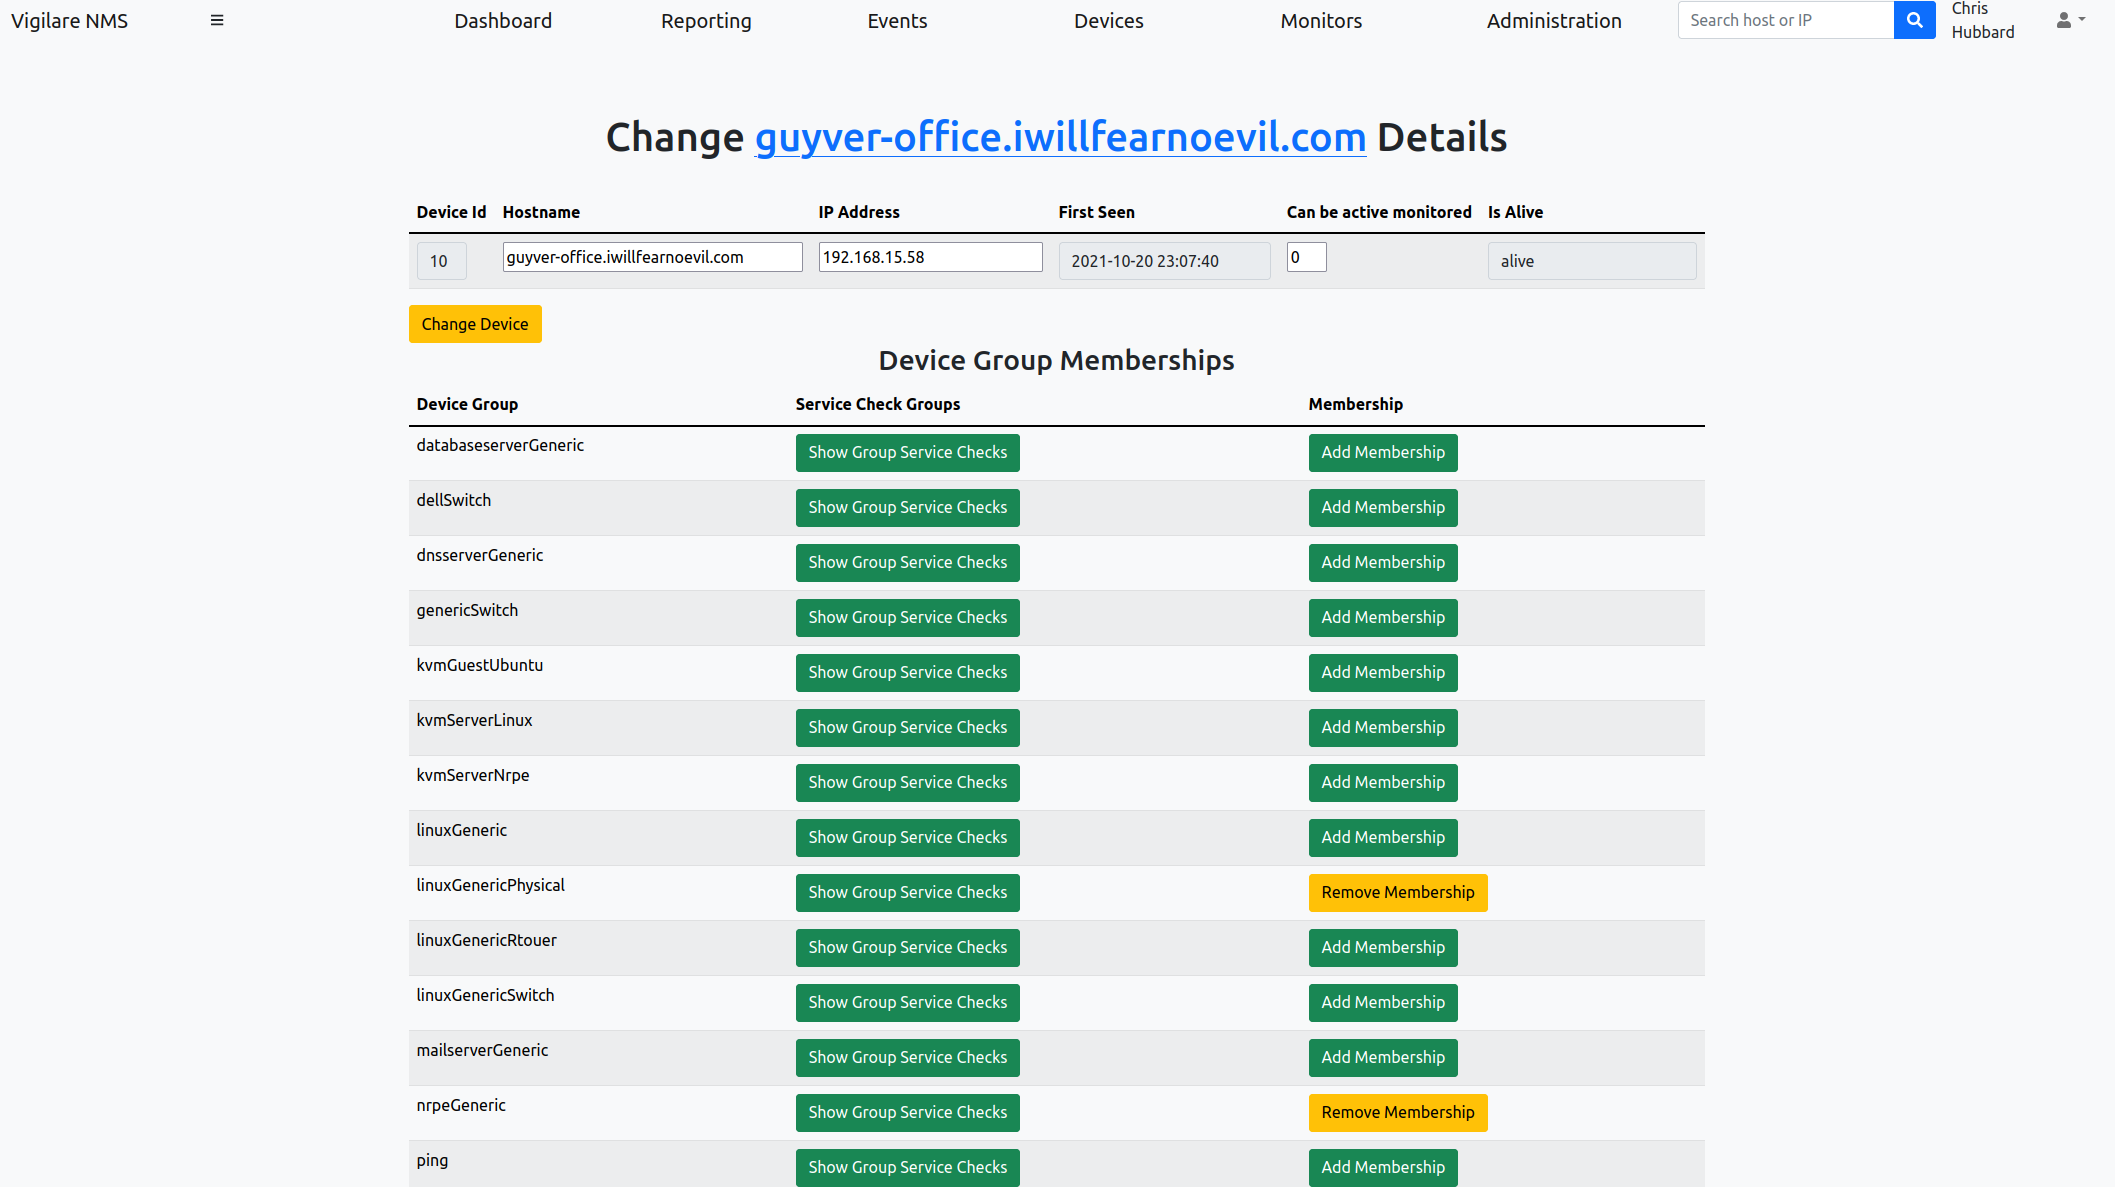 Vigilare NMS
Dashboard
Reporting
Events
Devices
Monitors
Administration
Search host or IP
Chris
Hubbard
Change guyver-office.iwillfearnoevil.com Details
Device Id Hostname IP Address First Seen Can be active monitored Is Alive
10 guyver-office.iwillfearnoevil.com 192.168.15.58 2021-10-20 23:07:40 0 alive
Change Device
Device Group Memberships
Device Group Service Check Groups Membership
databaseserverGeneric Show Group Service Checks Add Membership
dellSwitch Show Group Service Checks Add Membership
dnsserverGeneric Show Group Service Checks Add Membership
genericSwitch Show Group Service Checks Add Membership
kvmGuestUbuntu Show Group Service Checks Add Membership
kvmServerLinux Show Group Service Checks Add Membership
kvmServerNrpe Show Group Service Checks Add Membership
linuxGeneric Show Group Service Checks Add Membership
linuxGenericPhysical Show Group Service Checks Remove Membership
linuxGenericRtouer Show Group Service Checks Add Membership
linuxGenericSwitch Show Group Service Checks Add Membership
mailserverGeneric Show Group Service Checks Add Membership
nrpeGeneric Show Group Service Checks Remove Membership
ping Show Group Service Checks Add Membership